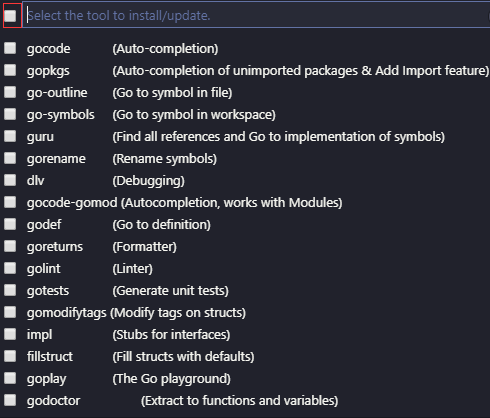 Select the tool to install/update.
gocode (Auto-completion)
gopkgs (Auto-completion of unimported packages & Add Import feature)
go-outline (Go to symbol in file)
go-symbols (Go to symbol in workspace)
guru (Find all references and Go to implementation of symbols)
gorename (Rename symbols)
dlv (Debugging)
gocode-gomod (Autocompletion, works with Modules)
godef (Go to definition)
goreturns (Formatter)
golint (Linter)
gotests (Generate unit tests)
gomodifytags (Modify tags on structs)
impl (Stubs for interfaces)
fillstruct (Fill structs with defaults)
goplay (The Go playground)
godoctor (Extract to functions and variables)